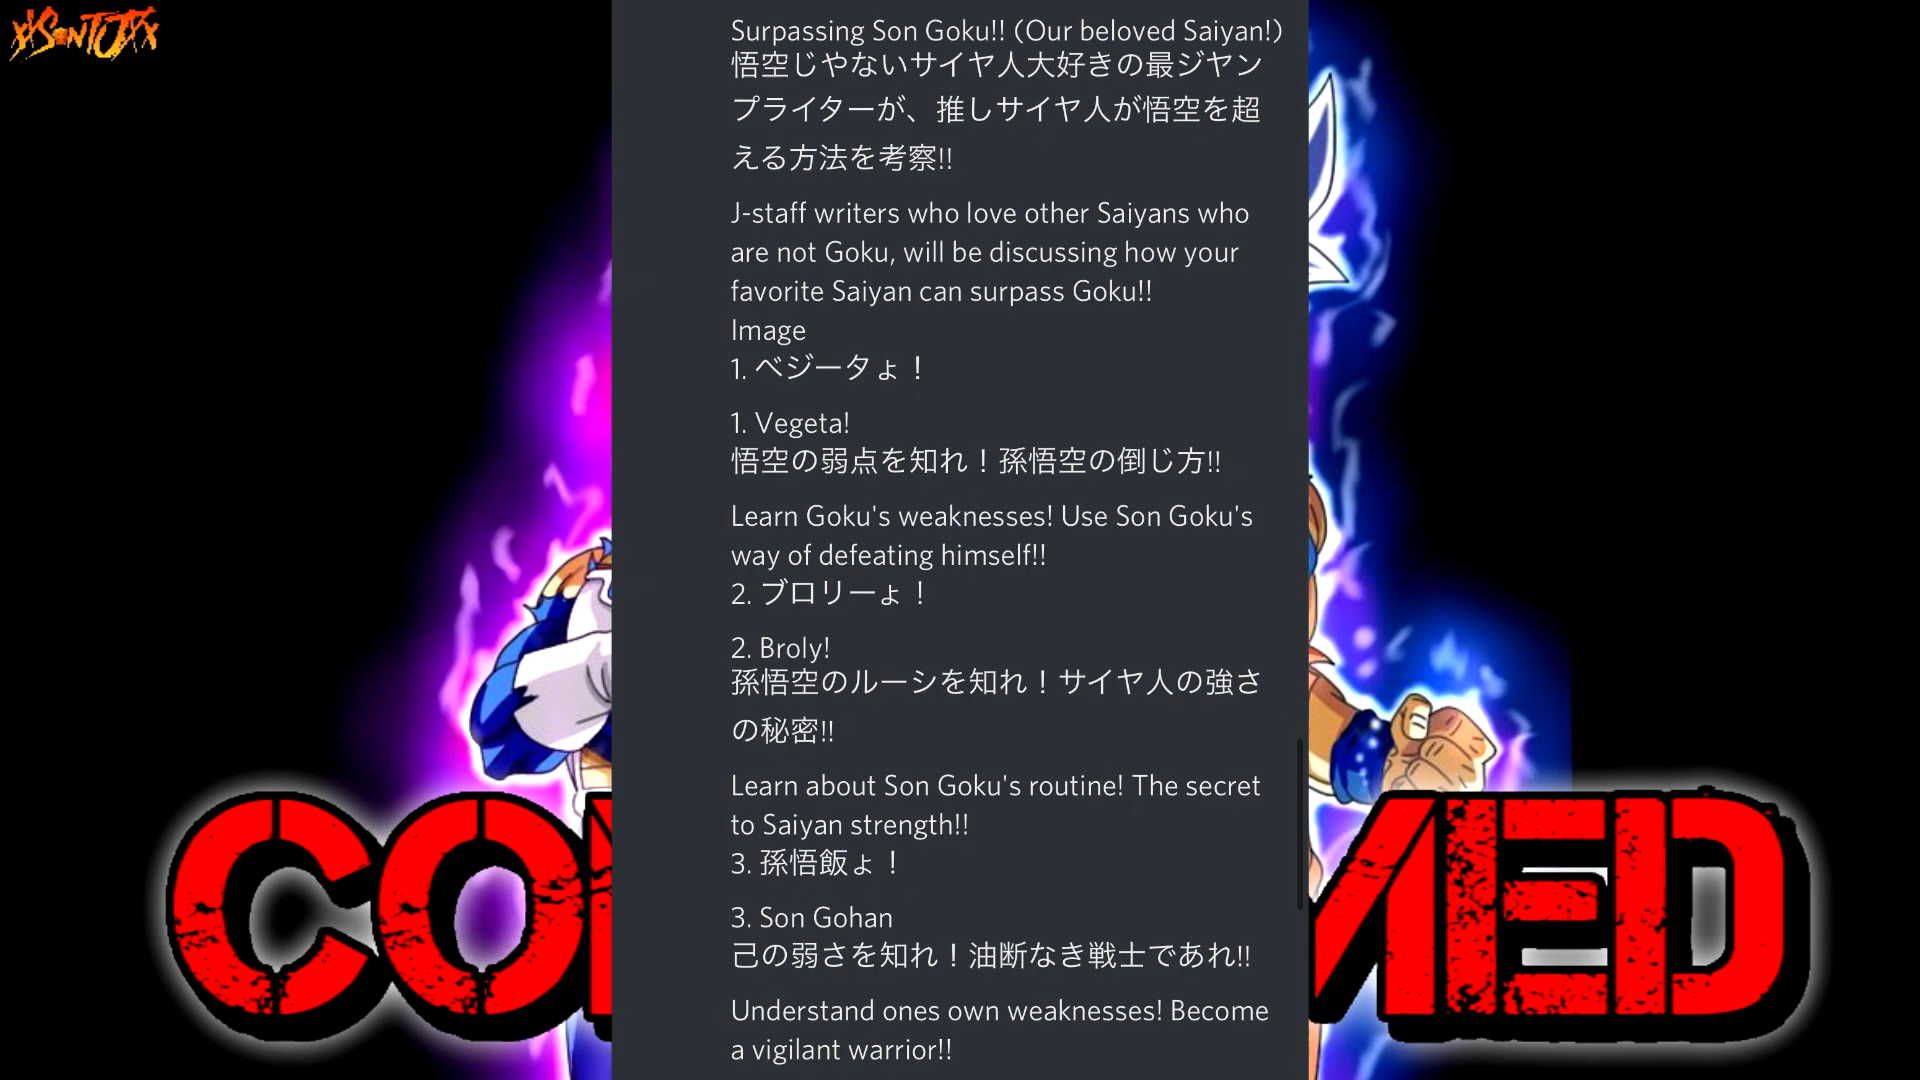 xXSonTOXx
Surpassing Son Goku!! (Our beloved Saiyan!)
悟空じやないサイヤ人大好きの最ジヤン
プライターが、推しサイヤ人が悟空を超
える方法を考察!!
J-staff writers who love other Saiyans who
are not Goku, will be discussing how your
favorite Saiyan can surpass Goku!!
Image
1. ベジータょ！
1. Vegeta!
悟空の弱点を知れ！孫悟空の倒じ方!!
Learn Goku's weaknesses! Use Son Goku's
way of defeating himself!!
2. ブロリーょ！
2. Broly!
孫悟空のルーシを知れ！サイヤ人の強さ
の秘密!!
Learn about Son Goku's routine! The secret
to Saiyan strength!!
3. 孫悟飯ょ！
3. Son Gohan
己の弱さを知れ！油断なき戦士であれ!!
Understand ones own weaknesses! Become
a vigilant warrior!!